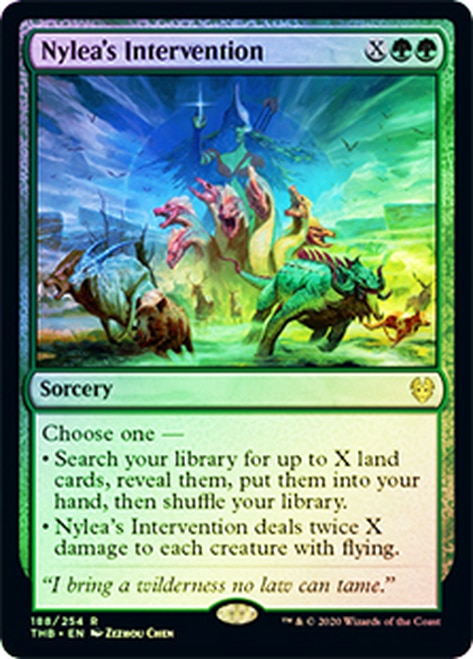 Nylea's Intervention X
Sorcery
Choose one —
• Search your library for up to X land
cards, reveal them, put them into your
hand, then shuffle your library.
• Nylea's Intervention deals twice X
damage to each creature with flying.
"I bring a wilderness no law can tame."
188/254 R
THB • EN Zezhou Chen
™ & © 2020 Wizards of the Coast